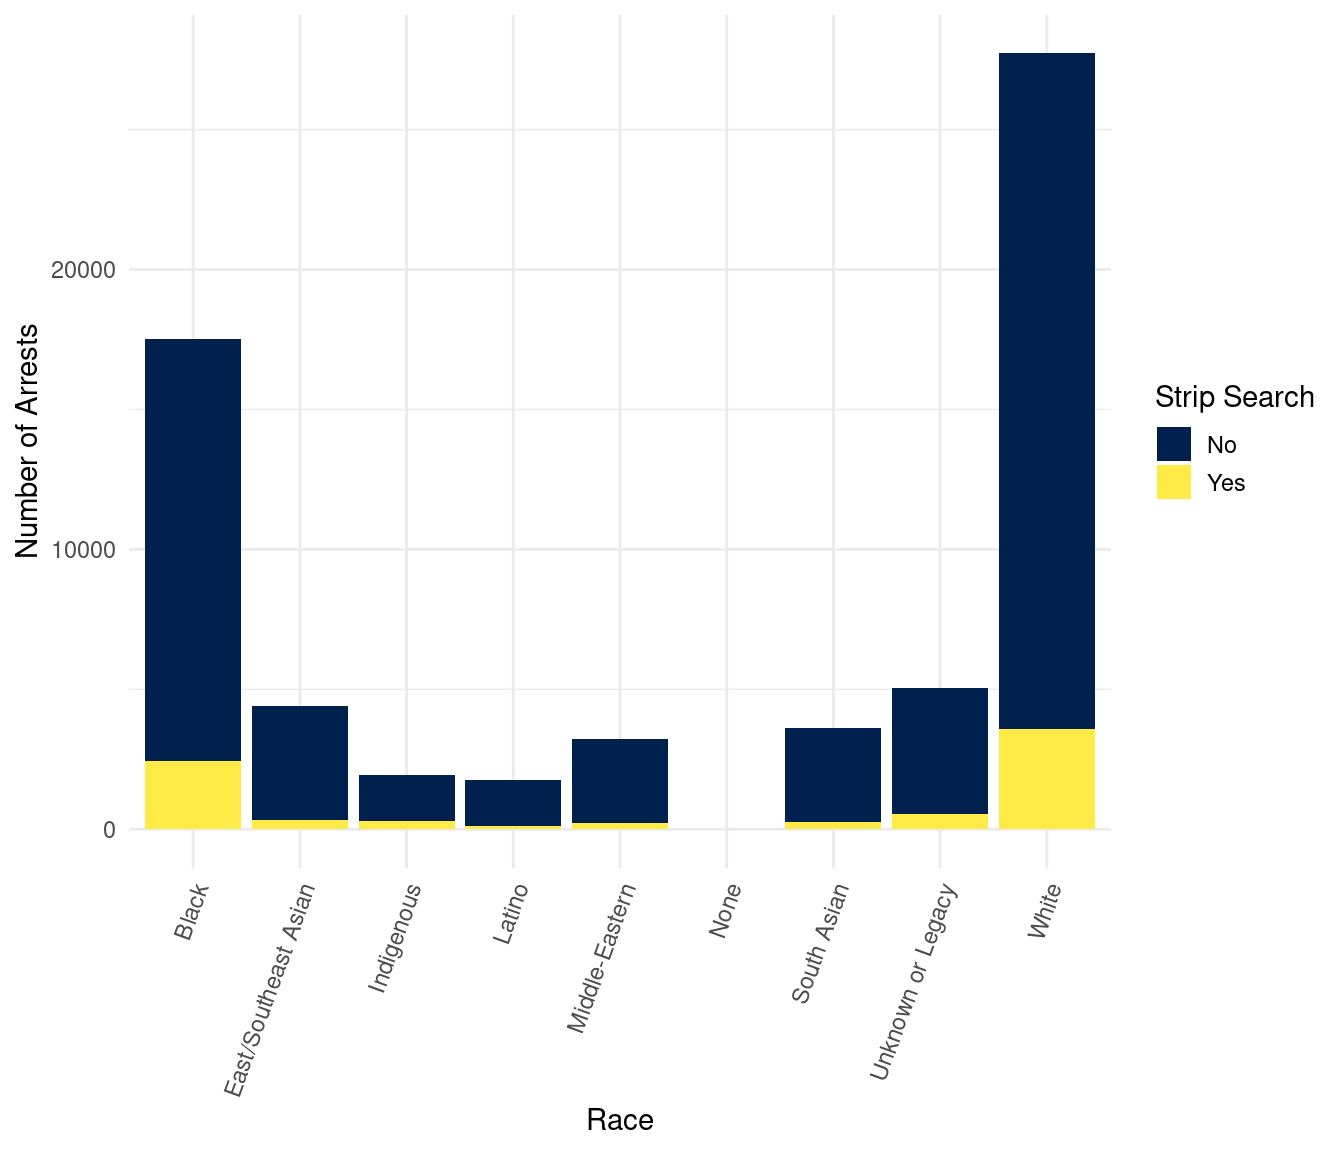 Number of Arrests
20000
10000
0
Black
East/Southeast Asian
Indigenous
Latino
Middle-Eastern
None
South Asian
Unknown or Legacy
White
Race
Strip Search
No
Yes